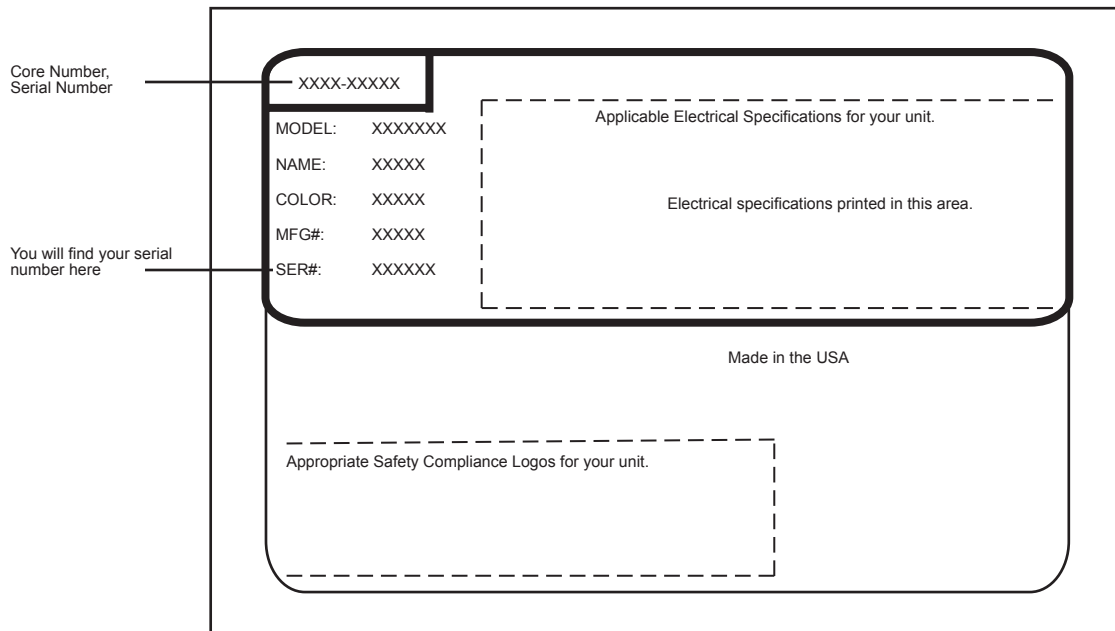 Core Number,
Serial Number
XXXX-XXXXX
MODEL: XXXXXXX
NAME: XXXXX
COLOR: XXXXX
MFG#: XXXXX
You will find your serial
number here
SER#: XXXXXX
Applicable Electrical Specifications for your unit.
Electrical specifications printed in this area.
Made in the USA
Appropriate Safety Compliance Logos for your unit.